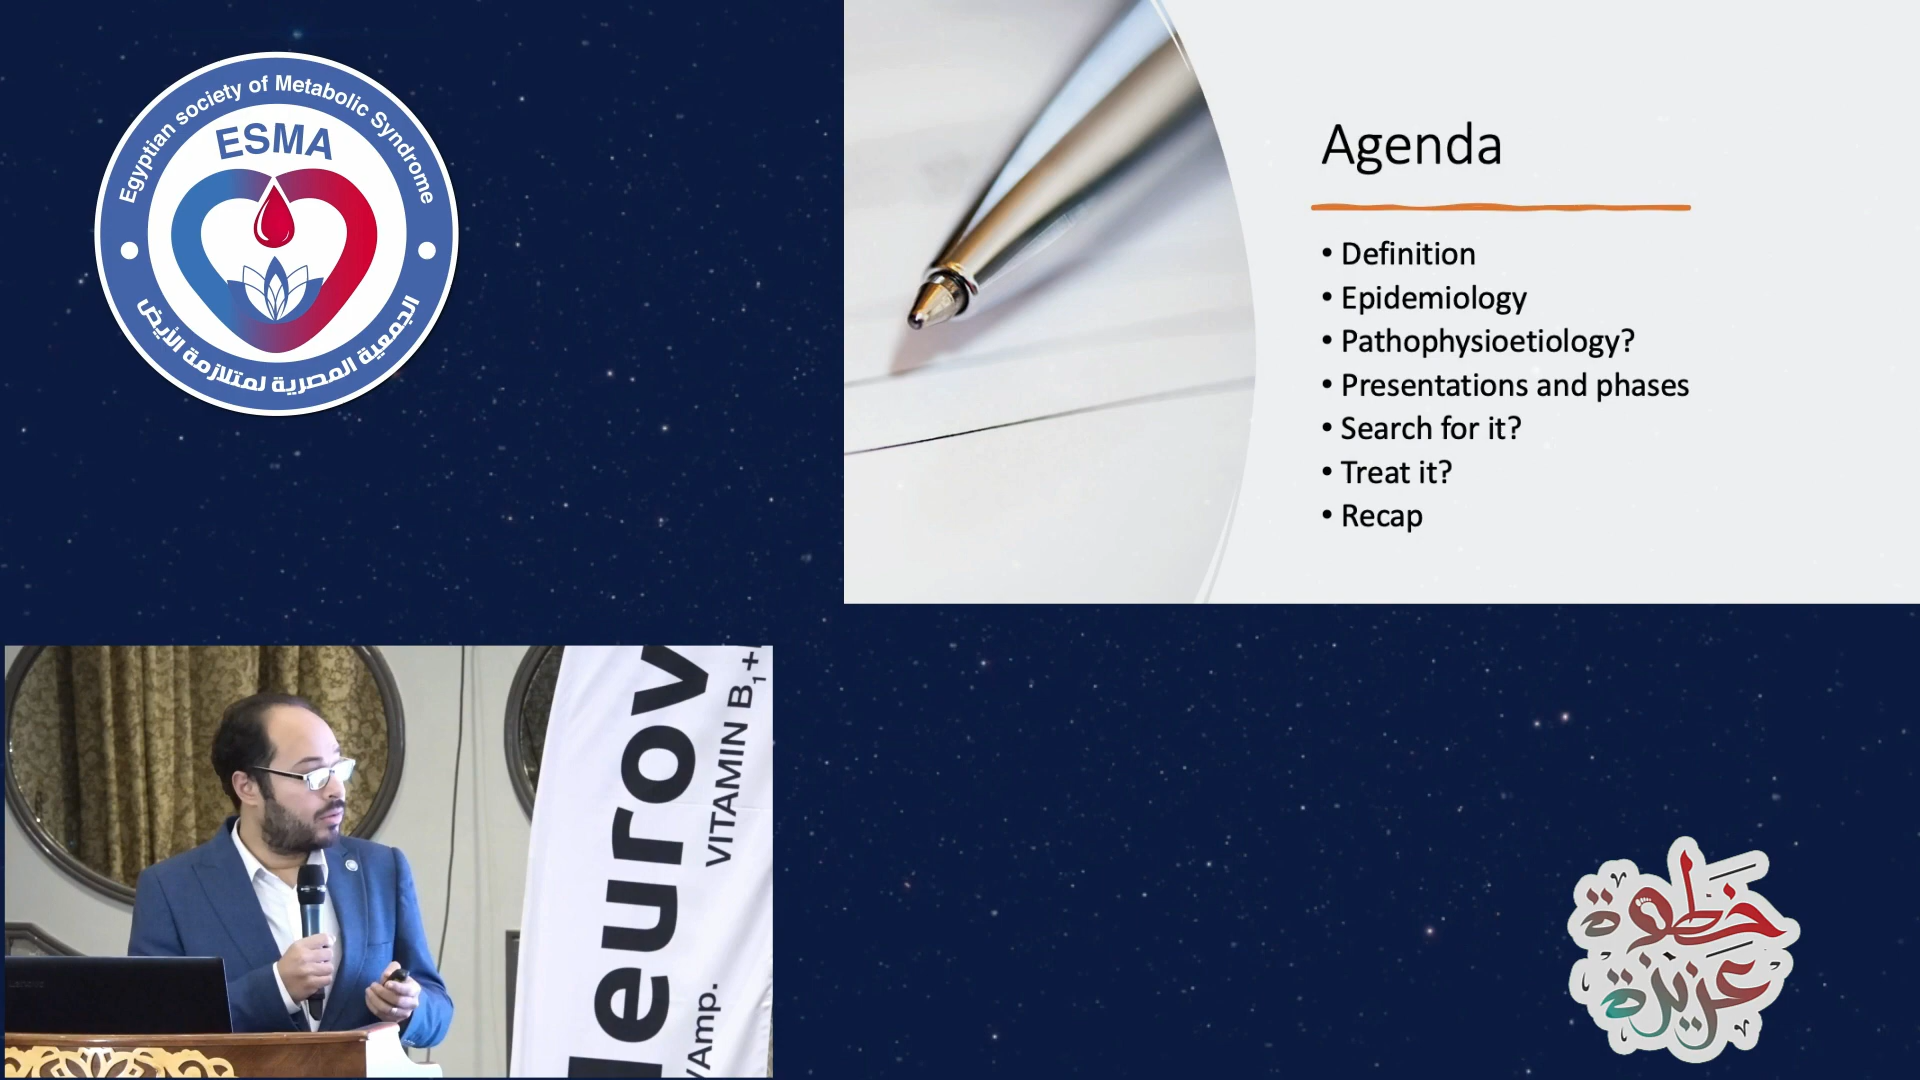 Egyptian society of Metabolic Syndrome
ESMA
الجمعية المصرية لمتلازمة الأيض
Agenda
• Definition
• Epidemiology
• Pathophysioetiology?
• Presentations and phases
• Search for it?
• Treat it?
• Recap
eurov
VITAMIN B₁+
/Amp.
خطوة
عزيزة